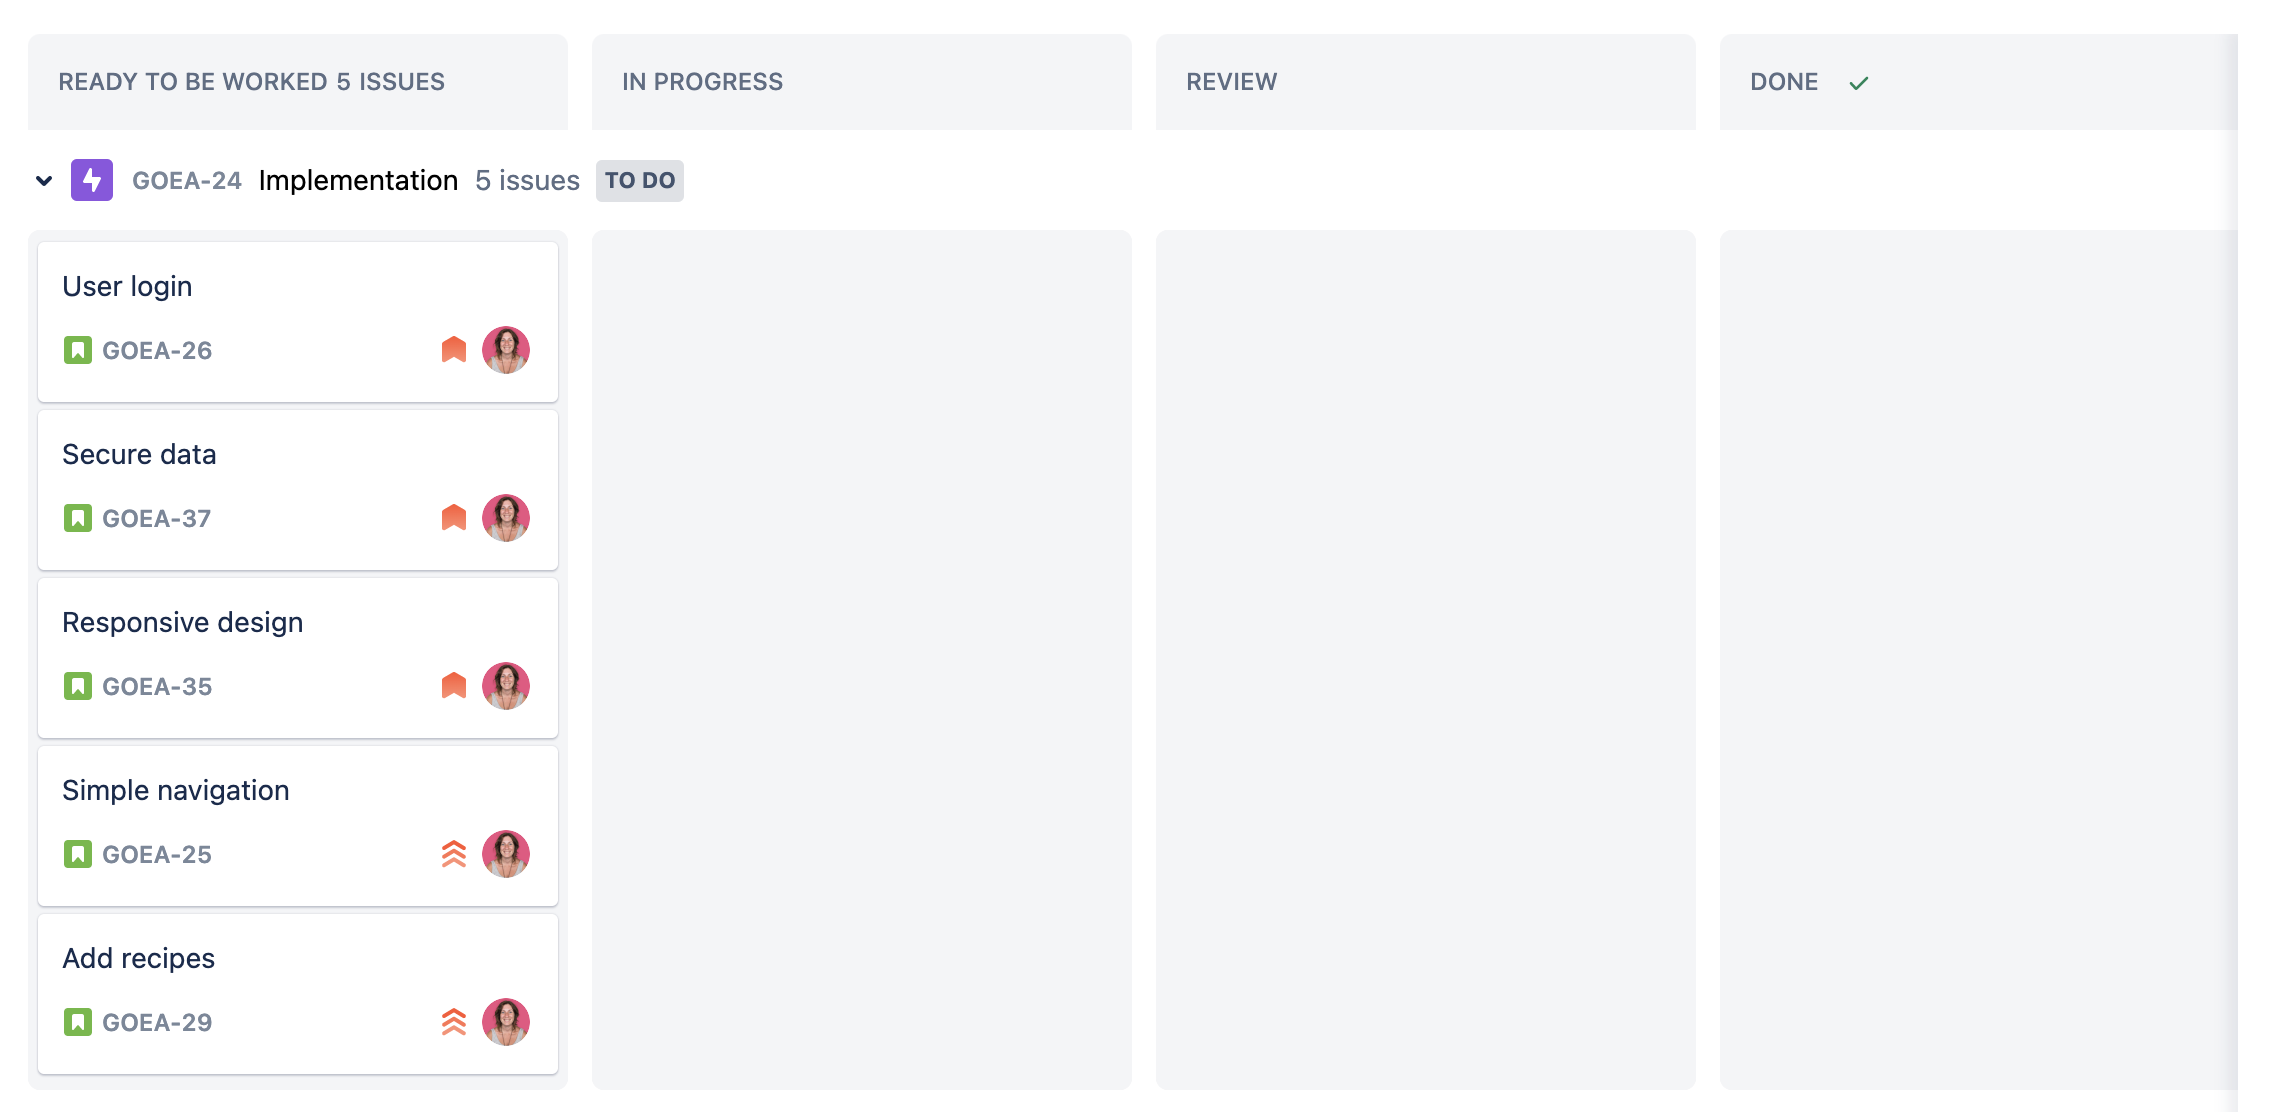 READY TO BE WORKED 5 ISSUES
IN PROGRESS
REVIEW
DONE
GOEA-24 Implementation 5 issues TO DO
User login
GOEA-26
Secure data
GOEA-37
Responsive design
GOEA-35
Simple navigation
GOEA-25
Add recipes
GOEA-29